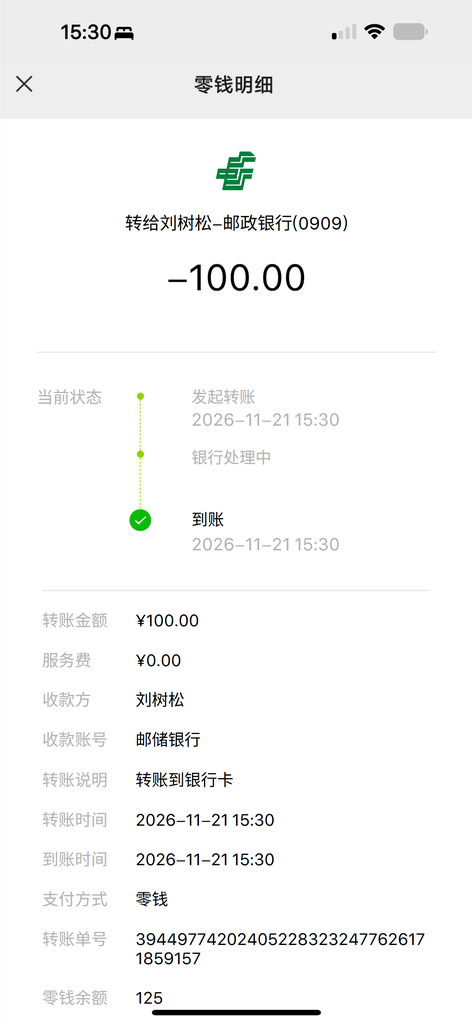 15:30
零钱明细
转给刘树松-邮政银行(0909)
-100.00
当前状态
发起转账
2026-11-21 15:30
银行处理中
到账
2026-11-21 15:30
转账金额 ¥100.00
服务费 ¥0.00
收款方 刘树松
收款账号 邮储银行
转账说明 转账到银行卡
转账时间 2026-11-21 15:30
到账时间 2026-11-21 15:30
支付方式 零钱
转账单号 39449774202405228323247762617
1859157
零钱余额 125